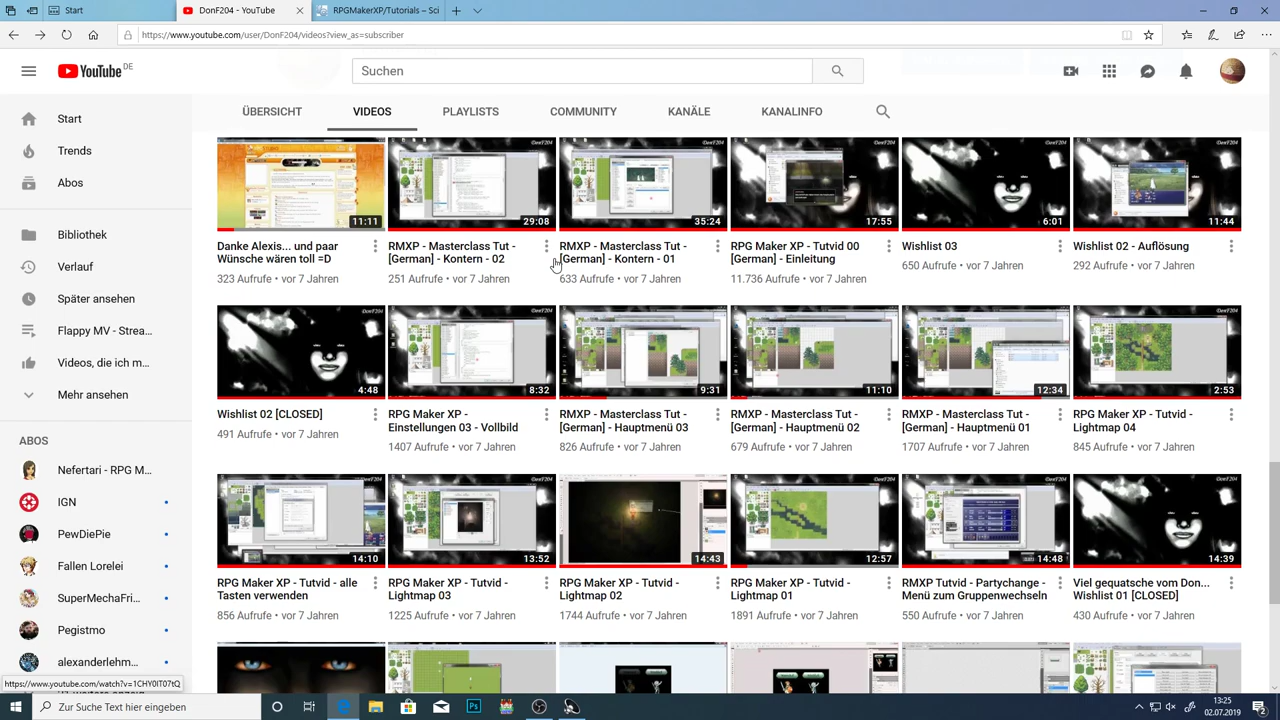 Start
DonF204 - YouTube
RPGMakerXP/Tutorials – Sci
https://www.youtube.com/user/DonF204/videos?view_as=subscriber
YouTube DE
Suchen
ÜBERSICHT
VIDEOS
PLAYLISTS
COMMUNITY
KANÄLE
KANALINFO
Start
Trends
Abos
Bibliothek
Verlauf
Später ansehen
Flappy MV - Strea...
Videos, die ich m...
Mehr ansehen
ABOS
Nefertari - RPG M...
IGN
PewDiePie
Fallen Lorelei
SuperMechaFri...
Pegistmo
alexanderlehm...
11:11
Danke Alexis... und paar
Wünsche wären toll =D
323 Aufrufe • vor 7 Jahren
29:08
RMXP - Masterclass Tut -
[German] - Kontern - 02
251 Aufrufe • vor 7 Jahren
35:24
RMXP - Masterclass Tut -
[German] - Kontern - 01
633 Aufrufe • vor 7 Jahren
DonF204
17:55
RPG Maker XP - Tutvid 00
[German] - Einleitung
11.736 Aufrufe • vor 7 Jahren
DonF204
6:01
Wishlist 03
650 Aufrufe • vor 7 Jahren
DonF204
11:44
Wishlist 02 - Auflösung
292 Aufrufe • vor 7 Jahren
DonF204
4:48
Wishlist 02 [CLOSED]
491 Aufrufe • vor 7 Jahren
8:32
RPG Maker XP -
Einstellungen 03 - Vollbild
1407 Aufrufe • vor 7 Jahren
9:31
RMXP - Masterclass Tut -
[German] - Hauptmenü 03
826 Aufrufe • vor 7 Jahren
11:10
RMXP - Masterclass Tut -
[German] - Hauptmenü 02
679 Aufrufe • vor 7 Jahren
12:34
RMXP - Masterclass Tut -
[German] - Hauptmenü 01
1707 Aufrufe • vor 7 Jahren
2:53
RPG Maker XP - Tutvid -
Lightmap 04
845 Aufrufe • vor 7 Jahren
14:10
RPG Maker XP - Tutvid - alle
Tasten verwenden
856 Aufrufe • vor 7 Jahren
13:52
RPG Maker XP - Tutvid -
Lightmap 03
1225 Aufrufe • vor 7 Jahren
14:43
RPG Maker XP - Tutvid -
Lightmap 02
1744 Aufrufe • vor 7 Jahren
12:57
RPG Maker XP - Tutvid -
Lightmap 01
1891 Aufrufe • vor 7 Jahren
14:48
RMXP Tutvid - Partychange -
Menü zum Gruppenwechseln
550 Aufrufe • vor 7 Jahren
DonF204
14:39
Viel gequatsche vom Don...
Wishlist 01 [CLOSED]
430 Aufrufe • vor 7 Jahren
Zur Suche Text hier eingeben
13:25
02.07.2019